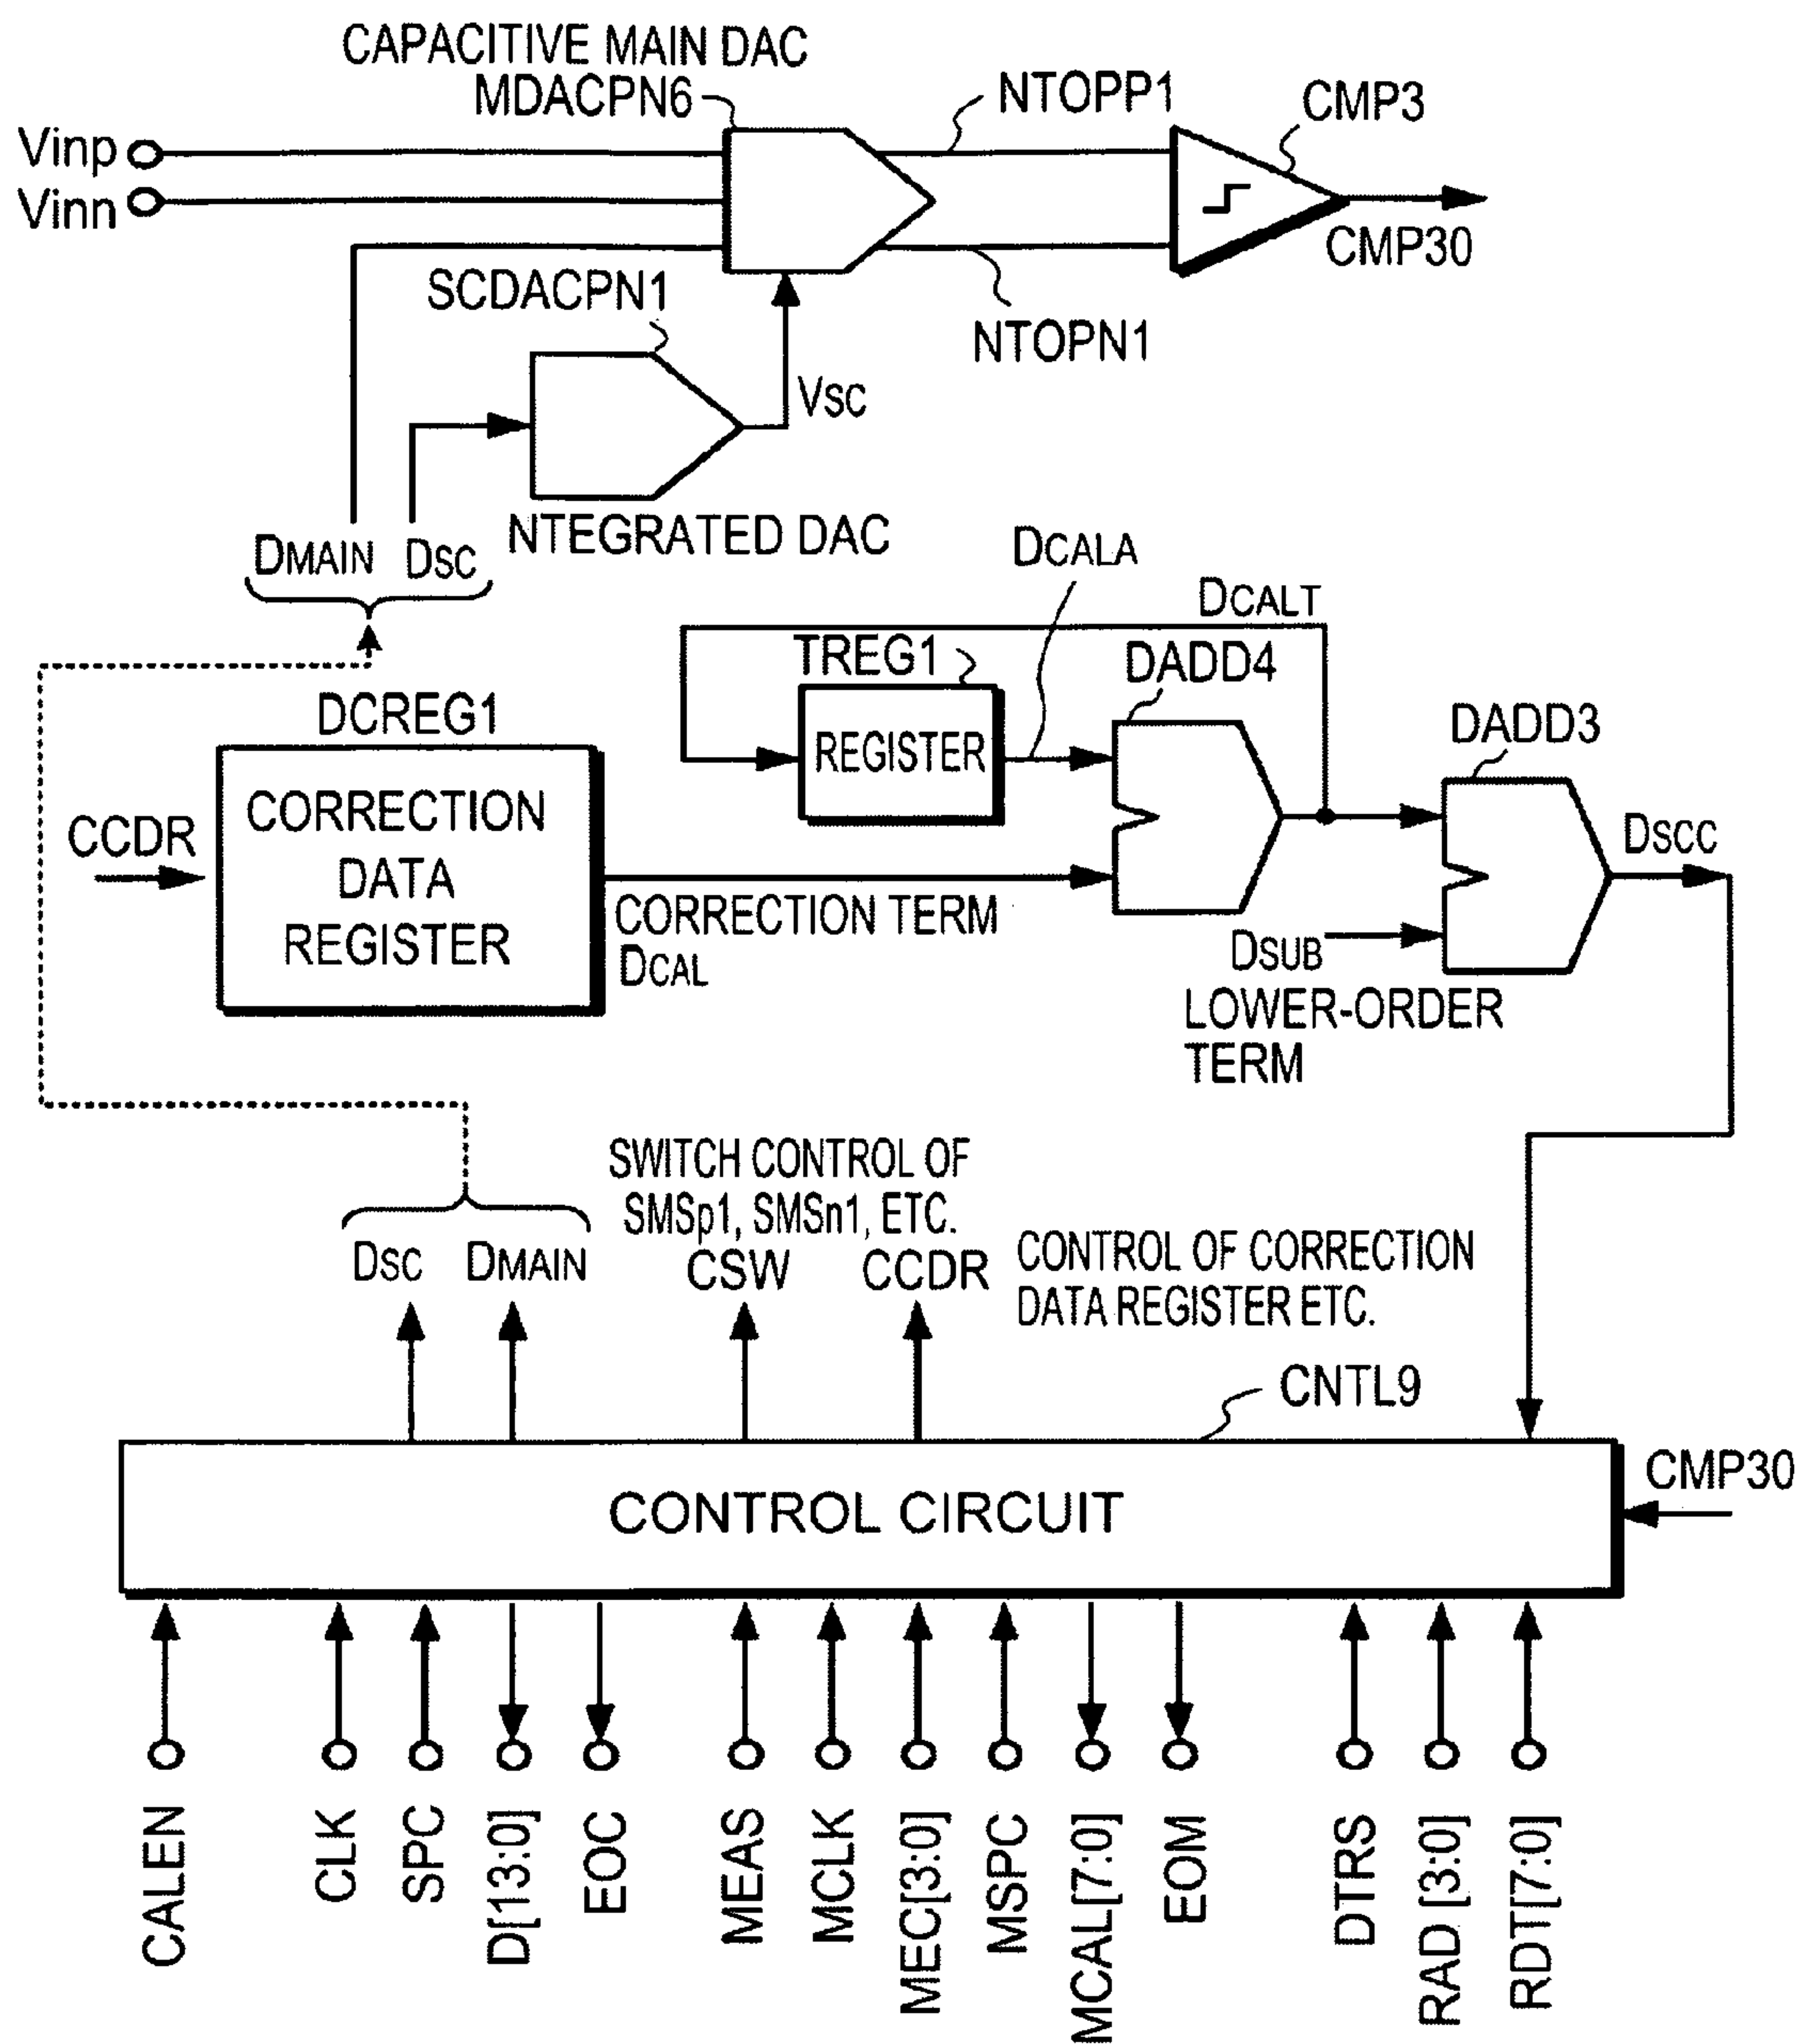 CAPACITIVE MAIN DAC
MDACPN6
NTOPP1
CMP3
Vinp
Vinn
CMP30
SCDACPN1
NTOPN1
VSC
NTEGRATED DAC
DMAIN DSC
DCALA
DCALT
TREG1
DADD4
DCREG1
DADD3
REGISTER
CORRECTION
DATA
REGISTER
CCDR
DSCC
CORRECTION TERM
DCAL
DSUB
LOWER-ORDER
TERM
SWITCH CONTROL OF
SMSp1, SMSn1, ETC.
DSC DMAIN CSW CCDR
CONTROL OF CORRECTION
DATA REGISTER ETC.
CNTL9
CMP30
CONTROL CIRCUIT
CALEN
CLK
SPC
D[13:0]
EOC
MEAS
MCLK
MEC[3:0]
MSPC
MCAL[7:0]
EOM
DTRS
RAD [3:0]
RDT[7:0]